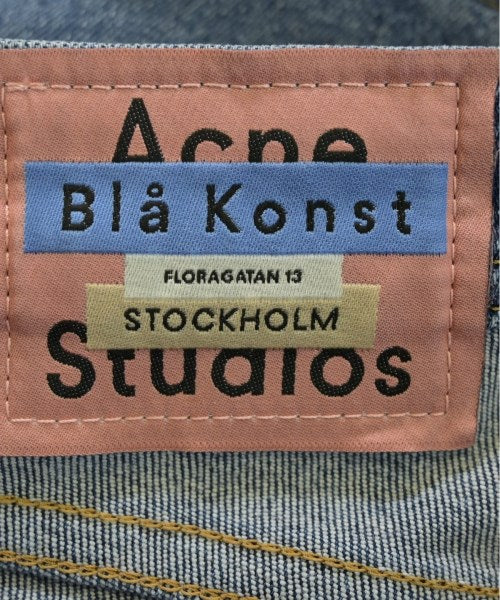 Acne
Blå Konst
FLORAGATAN 13
STOCKHOLM
Studios